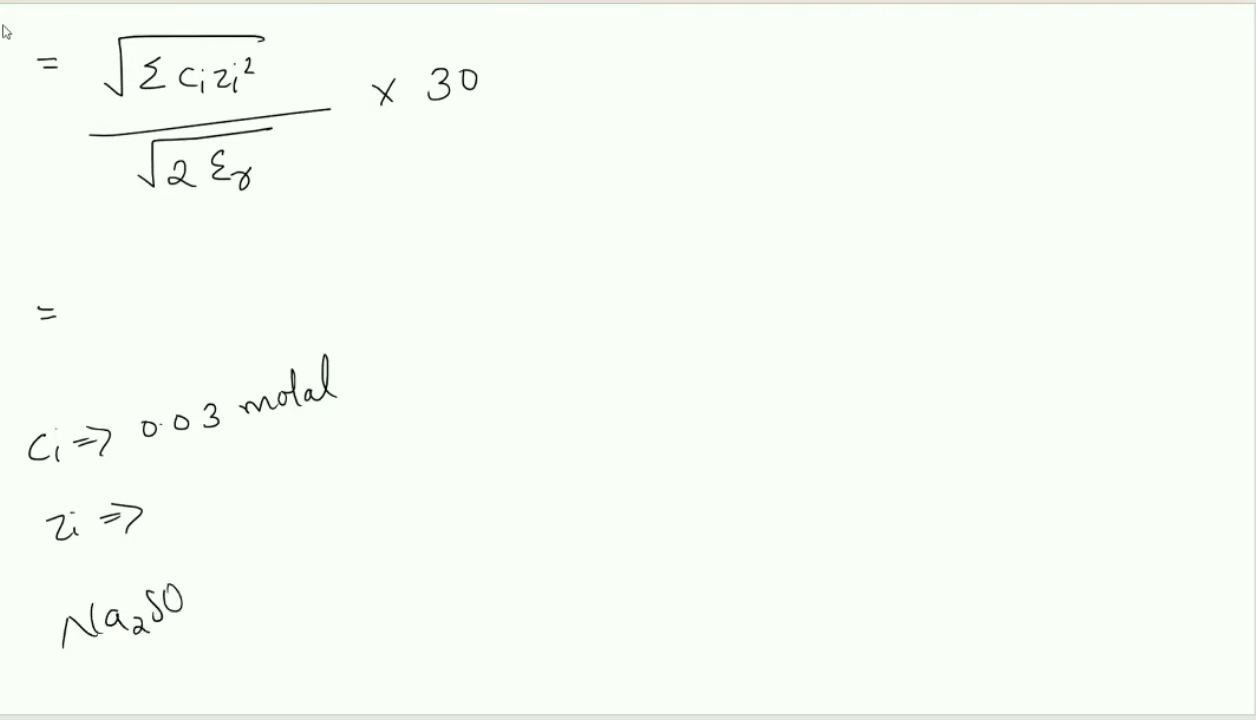 = √(Σ cᵢzᵢ²) / √(2 εᵣ) × 30
=
cᵢ ⇒ 0.03 molal
zᵢ ⇒
Na₂SO